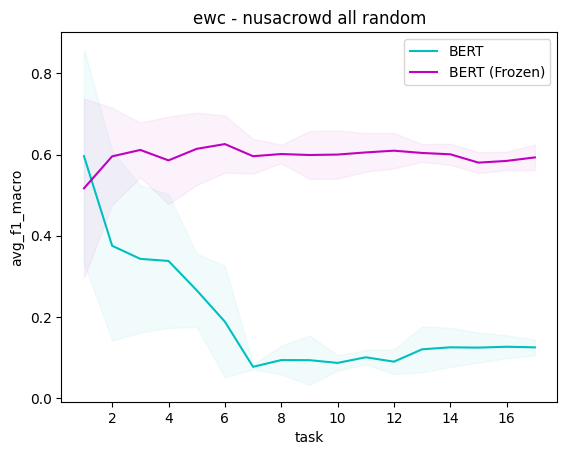 ewc - nusacrowd all random
BERT
BERT (Frozen)
avg_f1_macro
0.8
0.6
0.4
0.2
0.0
2 4 6 8 10 12 14 16
task